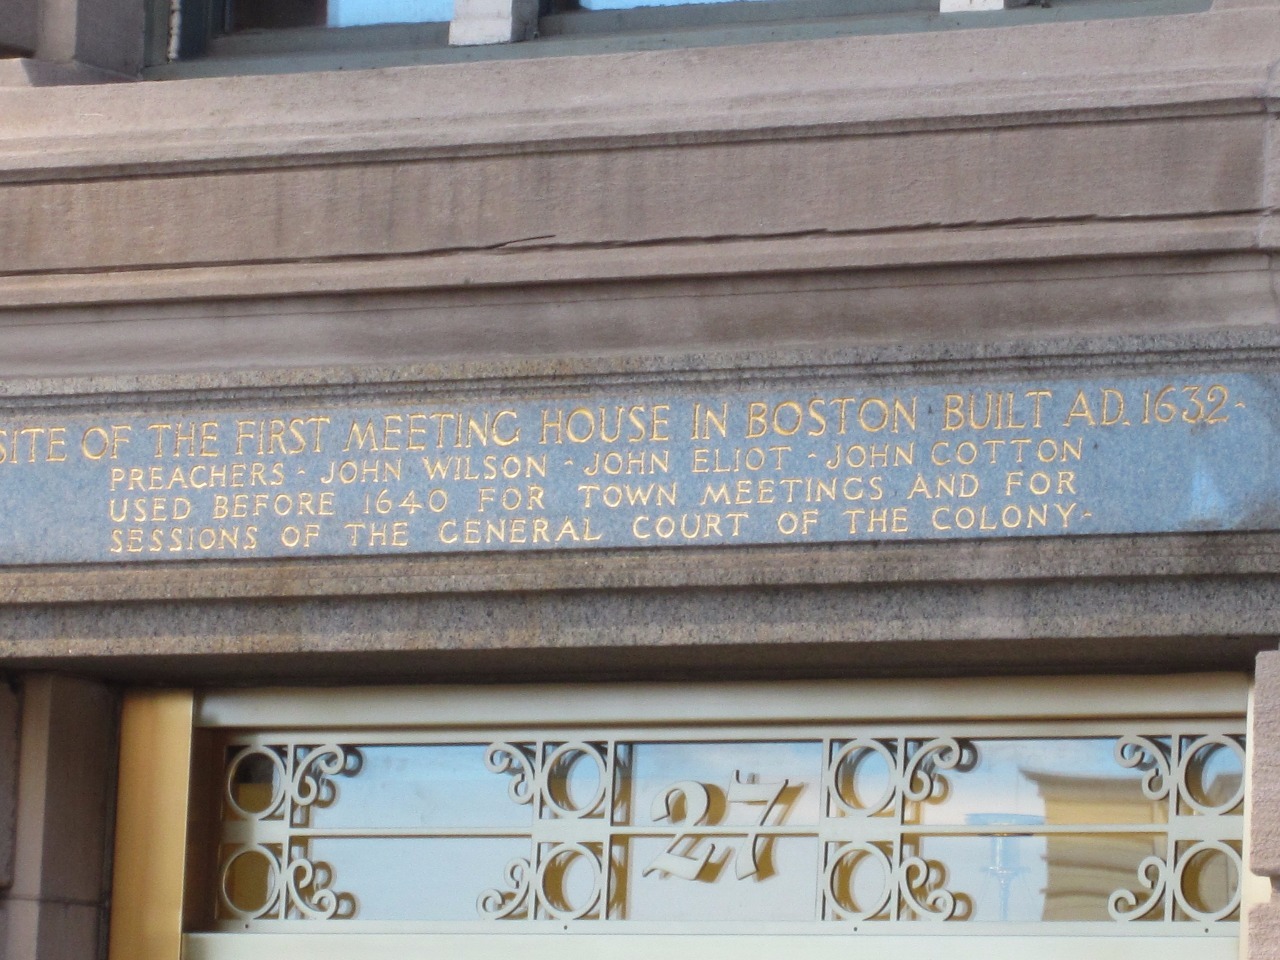 SITE OF THE FIRST MEETING HOUSE IN BOSTON BUILT A.D. 1632-
PREACHERS - JOHN WILSON - JOHN ELIOT - JOHN COTTON
USED BEFORE 1640 FOR TOWN MEETINGS AND FOR
SESSIONS OF THE GENERAL COURT OF THE COLONY-
27